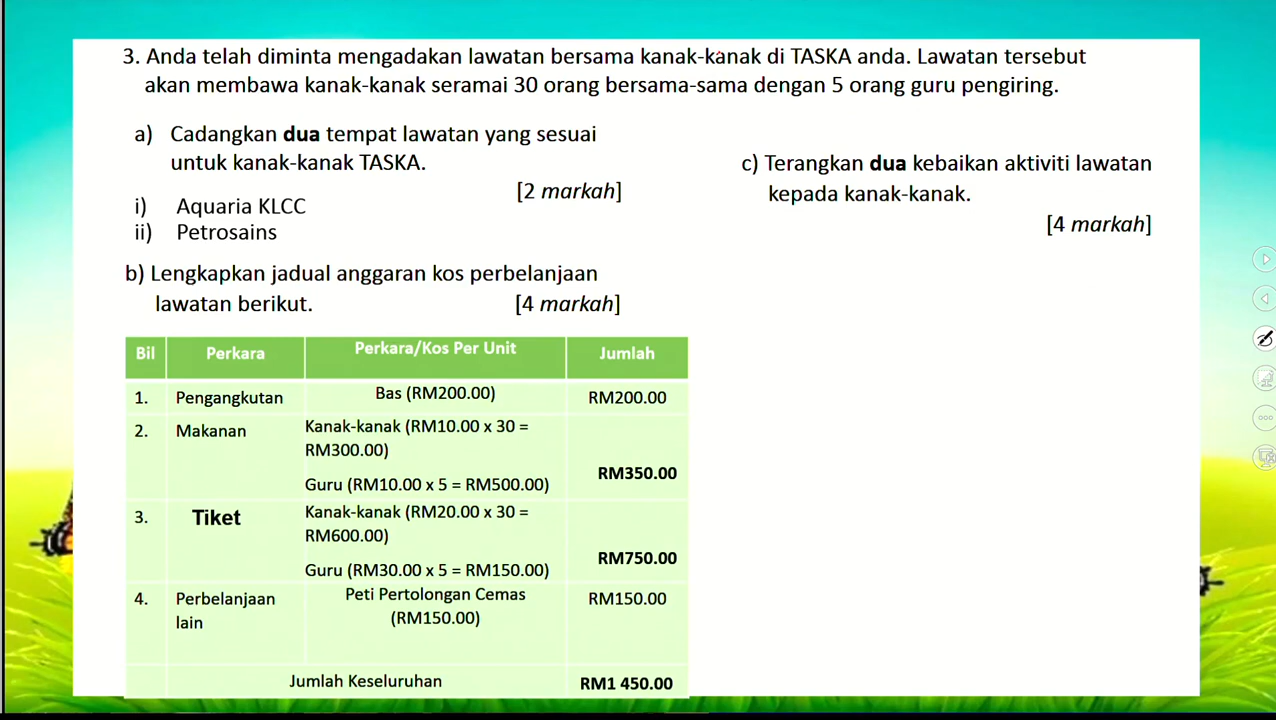 3. Anda telah diminta mengadakan lawatan bersama kanak-kanak di TASKA anda. Lawatan tersebut
akan membawa kanak-kanak seramai 30 orang bersama-sama dengan 5 orang guru pengiring.
a) Cadangkan dua tempat lawatan yang sesuai
untuk kanak-kanak TASKA.
[2 markah]
i) Aquaria KLCC
ii) Petrosains
b) Lengkapkan jadual anggaran kos perbelanjaan
lawatan berikut. [4 markah]
Bil Perkara Perkara/Kos Per Unit Jumlah
1. Pengangkutan Bas (RM200.00) RM200.00
2. Makanan Kanak-kanak (RM10.00 x 30 =
RM300.00)
RM350.00
Guru (RM10.00 x 5 = RM500.00)
3. Tiket Kanak-kanak (RM20.00 x 30 =
RM600.00)
RM750.00
Guru (RM30.00 x 5 = RM150.00)
4. Perbelanjaan Peti Pertolongan Cemas RM150.00
lain (RM150.00)
Jumlah Keseluruhan RM1 450.00
c) Terangkan dua kebaikan aktiviti lawatan
kepada kanak-kanak.
[4 markah]